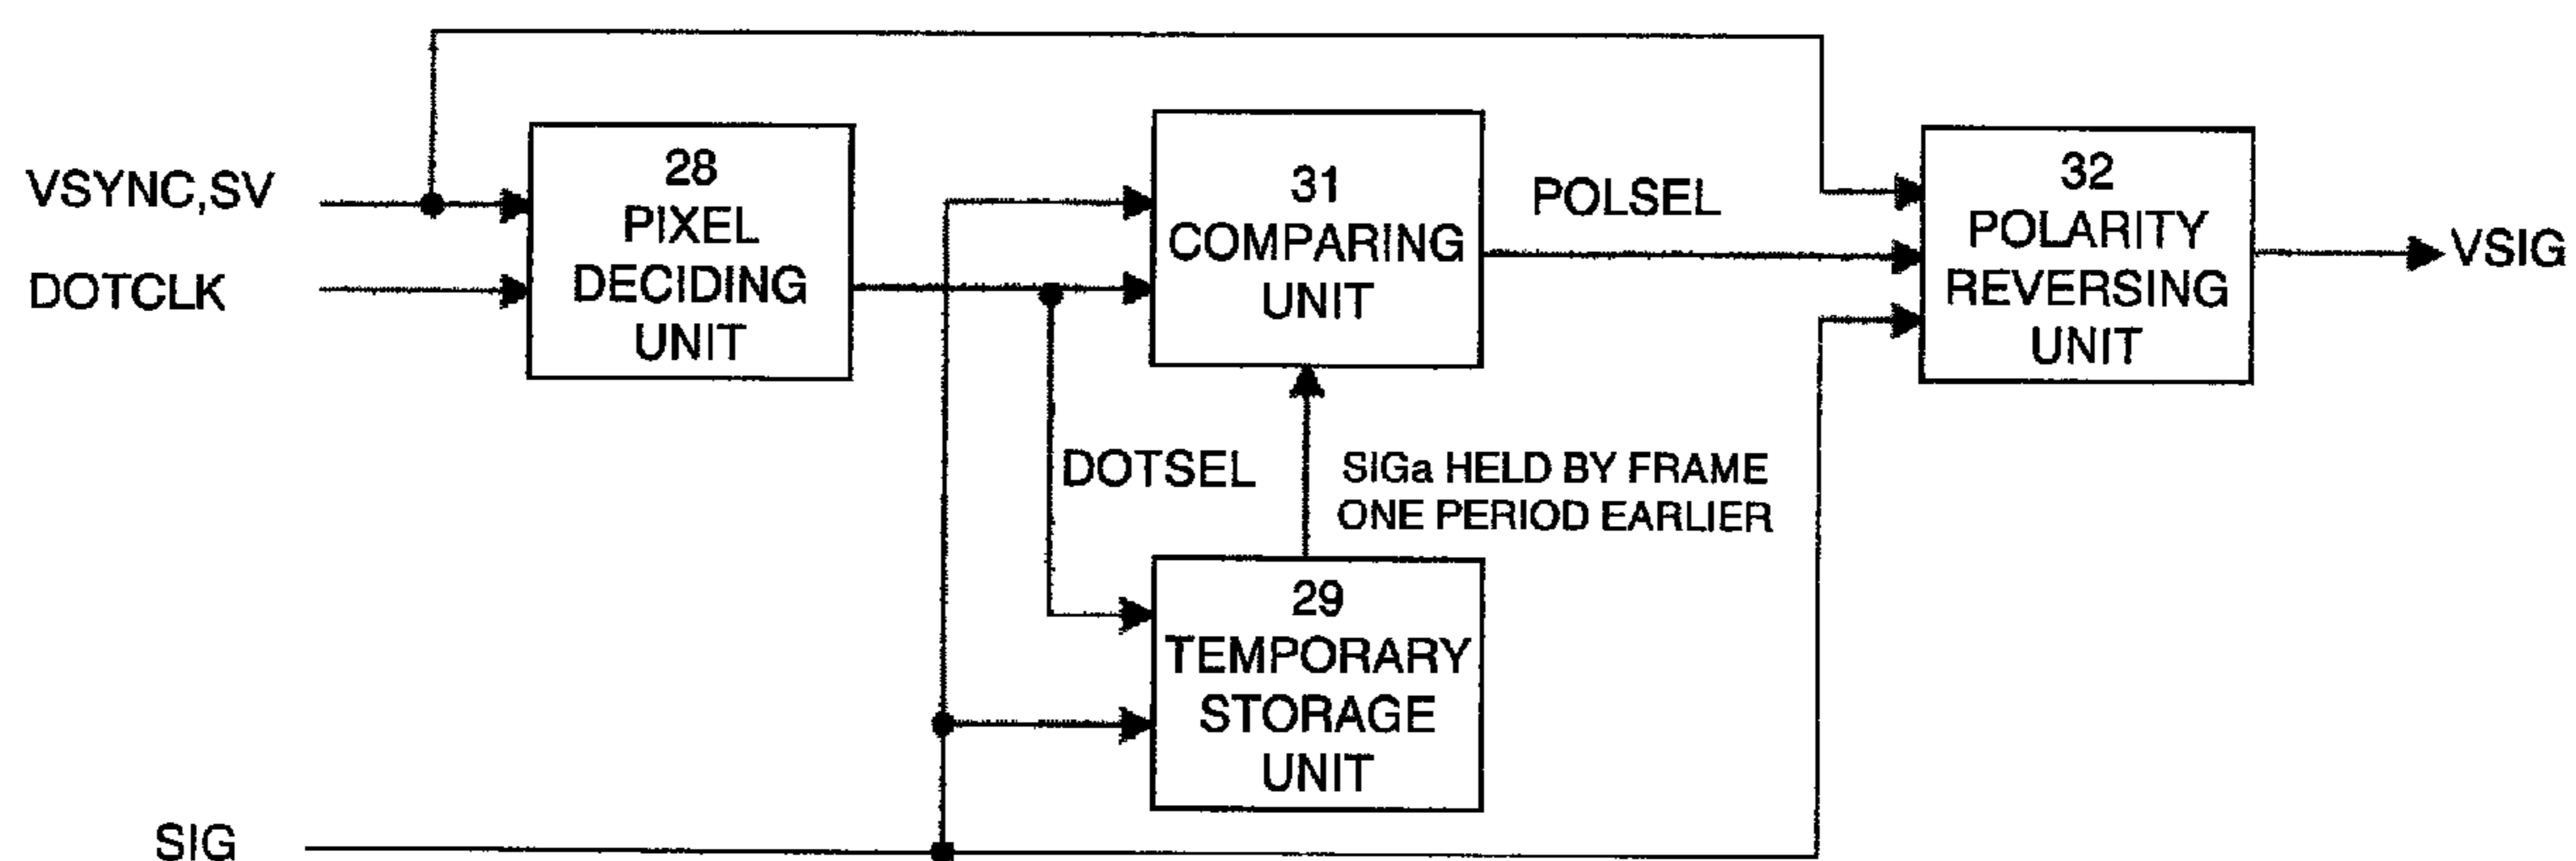 VSYNC,SV
DOTCLK
28
PIXEL
DECIDING
UNIT
31
COMPARING
UNIT
POLSEL
32
POLARITY
REVERSING
UNIT
VSIG
DOTSEL
SIGa HELD BY FRAME
ONE PERIOD EARLIER
29
TEMPORARY
STORAGE
UNIT
SIG